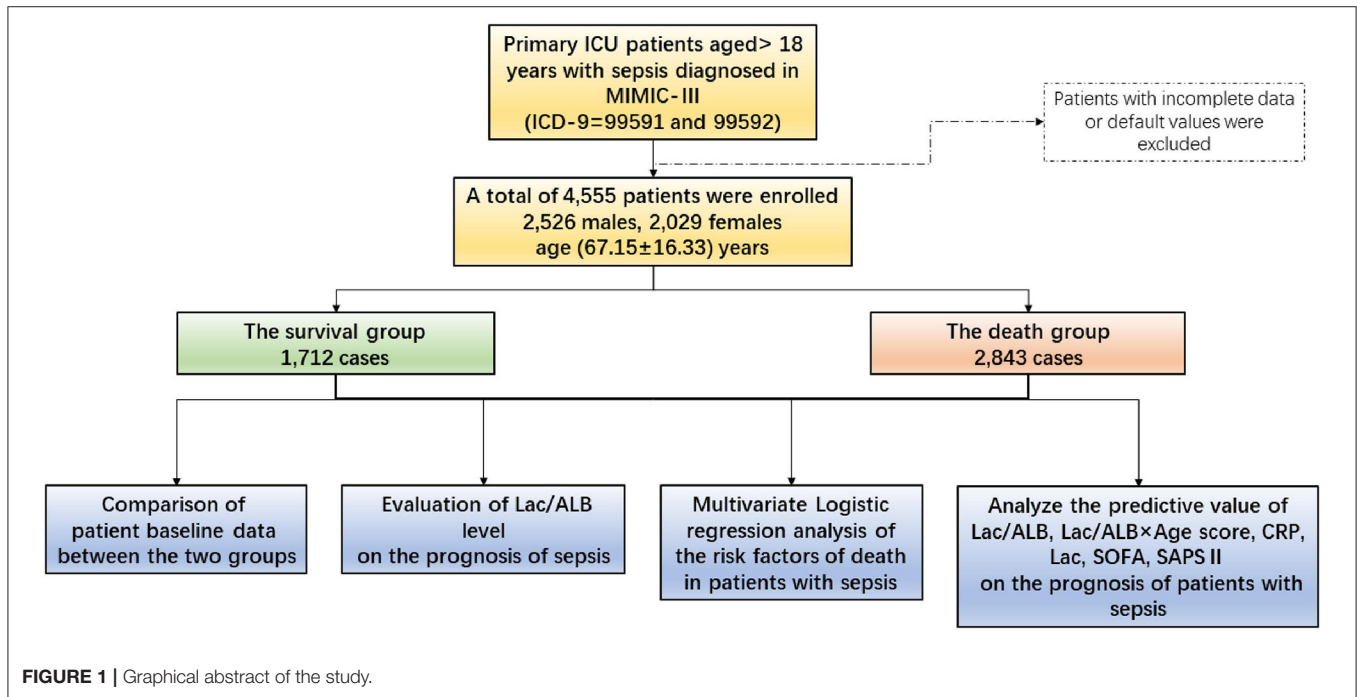 Primary ICU patients aged> 18
years with sepsis diagnosed in
MIMIC-III
(ICD-9=99591 and 99592)
Patients with incomplete data
or default values were
excluded
A total of 4,555 patients were enrolled
2,526 males, 2,029 females
age (67.15±16.33) years
The survival group
1,712 cases
The death group
2,843 cases
Comparison of
patient baseline data
between the two groups
Evaluation of Lac/ALB
level
on the prognosis of sepsis
Multivariate Logistic
regression analysis of
the risk factors of death
in patients with sepsis
Analyze the predictive value of
Lac/ALB, Lac/ALB×Age score, CRP,
Lac, SOFA, SAPS II
on the prognosis of patients with
sepsis
FIGURE 1 | Graphical abstract of the study.